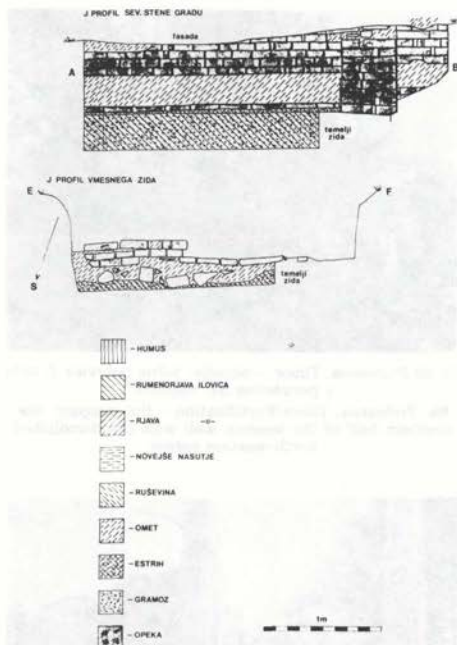 J PROFIL SEV. STENE GRADU
fasada
A
B
temelji
zida
J PROFIL VMESNEGA ZIDA
E
F
S
temelji
zida
– HUMUS
– RUMENORJAVA ILOVICA
– RJAVA –"–
– NOVEJŠE NASUTJE
– RUŠEVINA
– OMET
– ESTRIH
– GRAMOZ
– OPEKA
1m